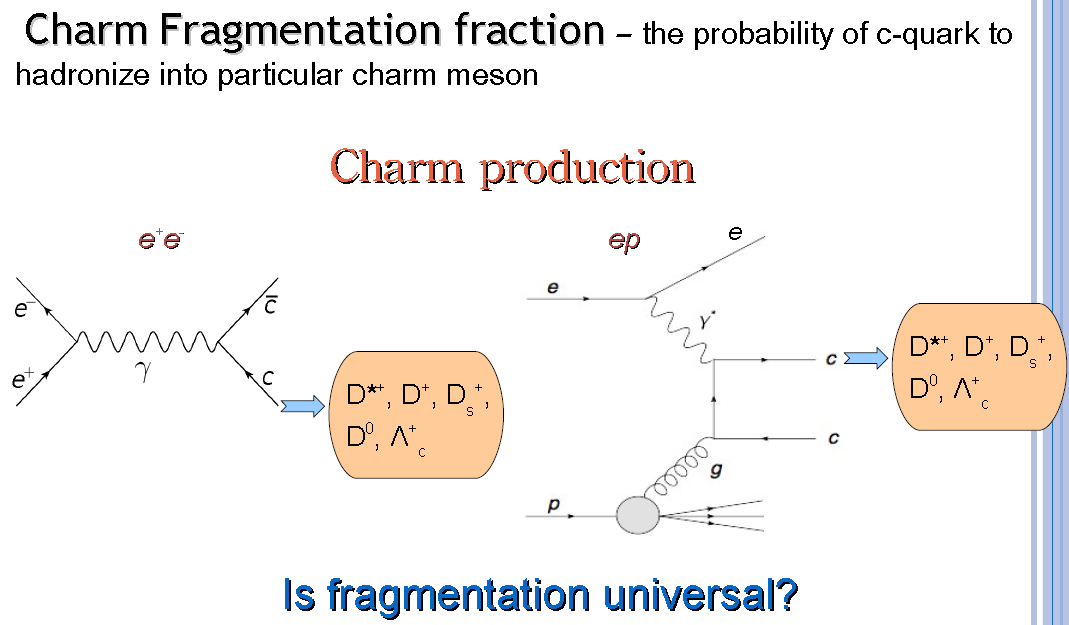 Charm Fragmentation fraction – the probability of c-quark to
hadronize into particular charm meson
Charm production
e⁺e⁻
ep
e
e⁻
e⁺
γ
c̅
c
D*⁺, D⁺, Dₛ⁺,
D⁰, Λ⁺c
e
γ*
c
c
g
p
D*⁺, D⁺, Dₛ⁺,
D⁰, Λ⁺c
Is fragmentation universal?